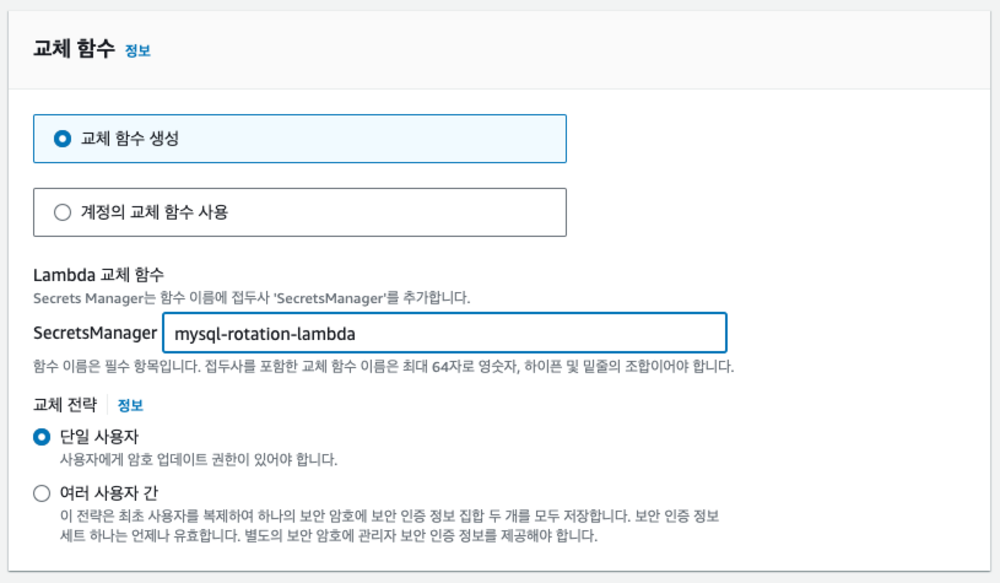 교체 함수 정보
교체 함수 생성
계정의 교체 함수 사용
Lambda 교체 함수
Secrets Manager는 함수 이름에 접두사 'SecretsManager'를 추가합니다.
SecretsManager mysql-rotation-lambda
함수 이름은 필수 항목입니다. 접두사를 포함한 교체 함수 이름은 최대 64자로 영숫자, 하이픈 및 밑줄의 조합이어야 합니다.
교체 전략 정보
단일 사용자
사용자에게 암호 업데이트 권한이 있어야 합니다.
여러 사용자 간
이 전략은 최초 사용자를 복제하여 하나의 보안 암호에 보안 인증 정보 집합 두 개를 모두 저장합니다. 보안 인증 정보
세트 하나는 언제나 유효합니다. 별도의 보안 암호에 관리자 보안 인증 정보를 제공해야 합니다.